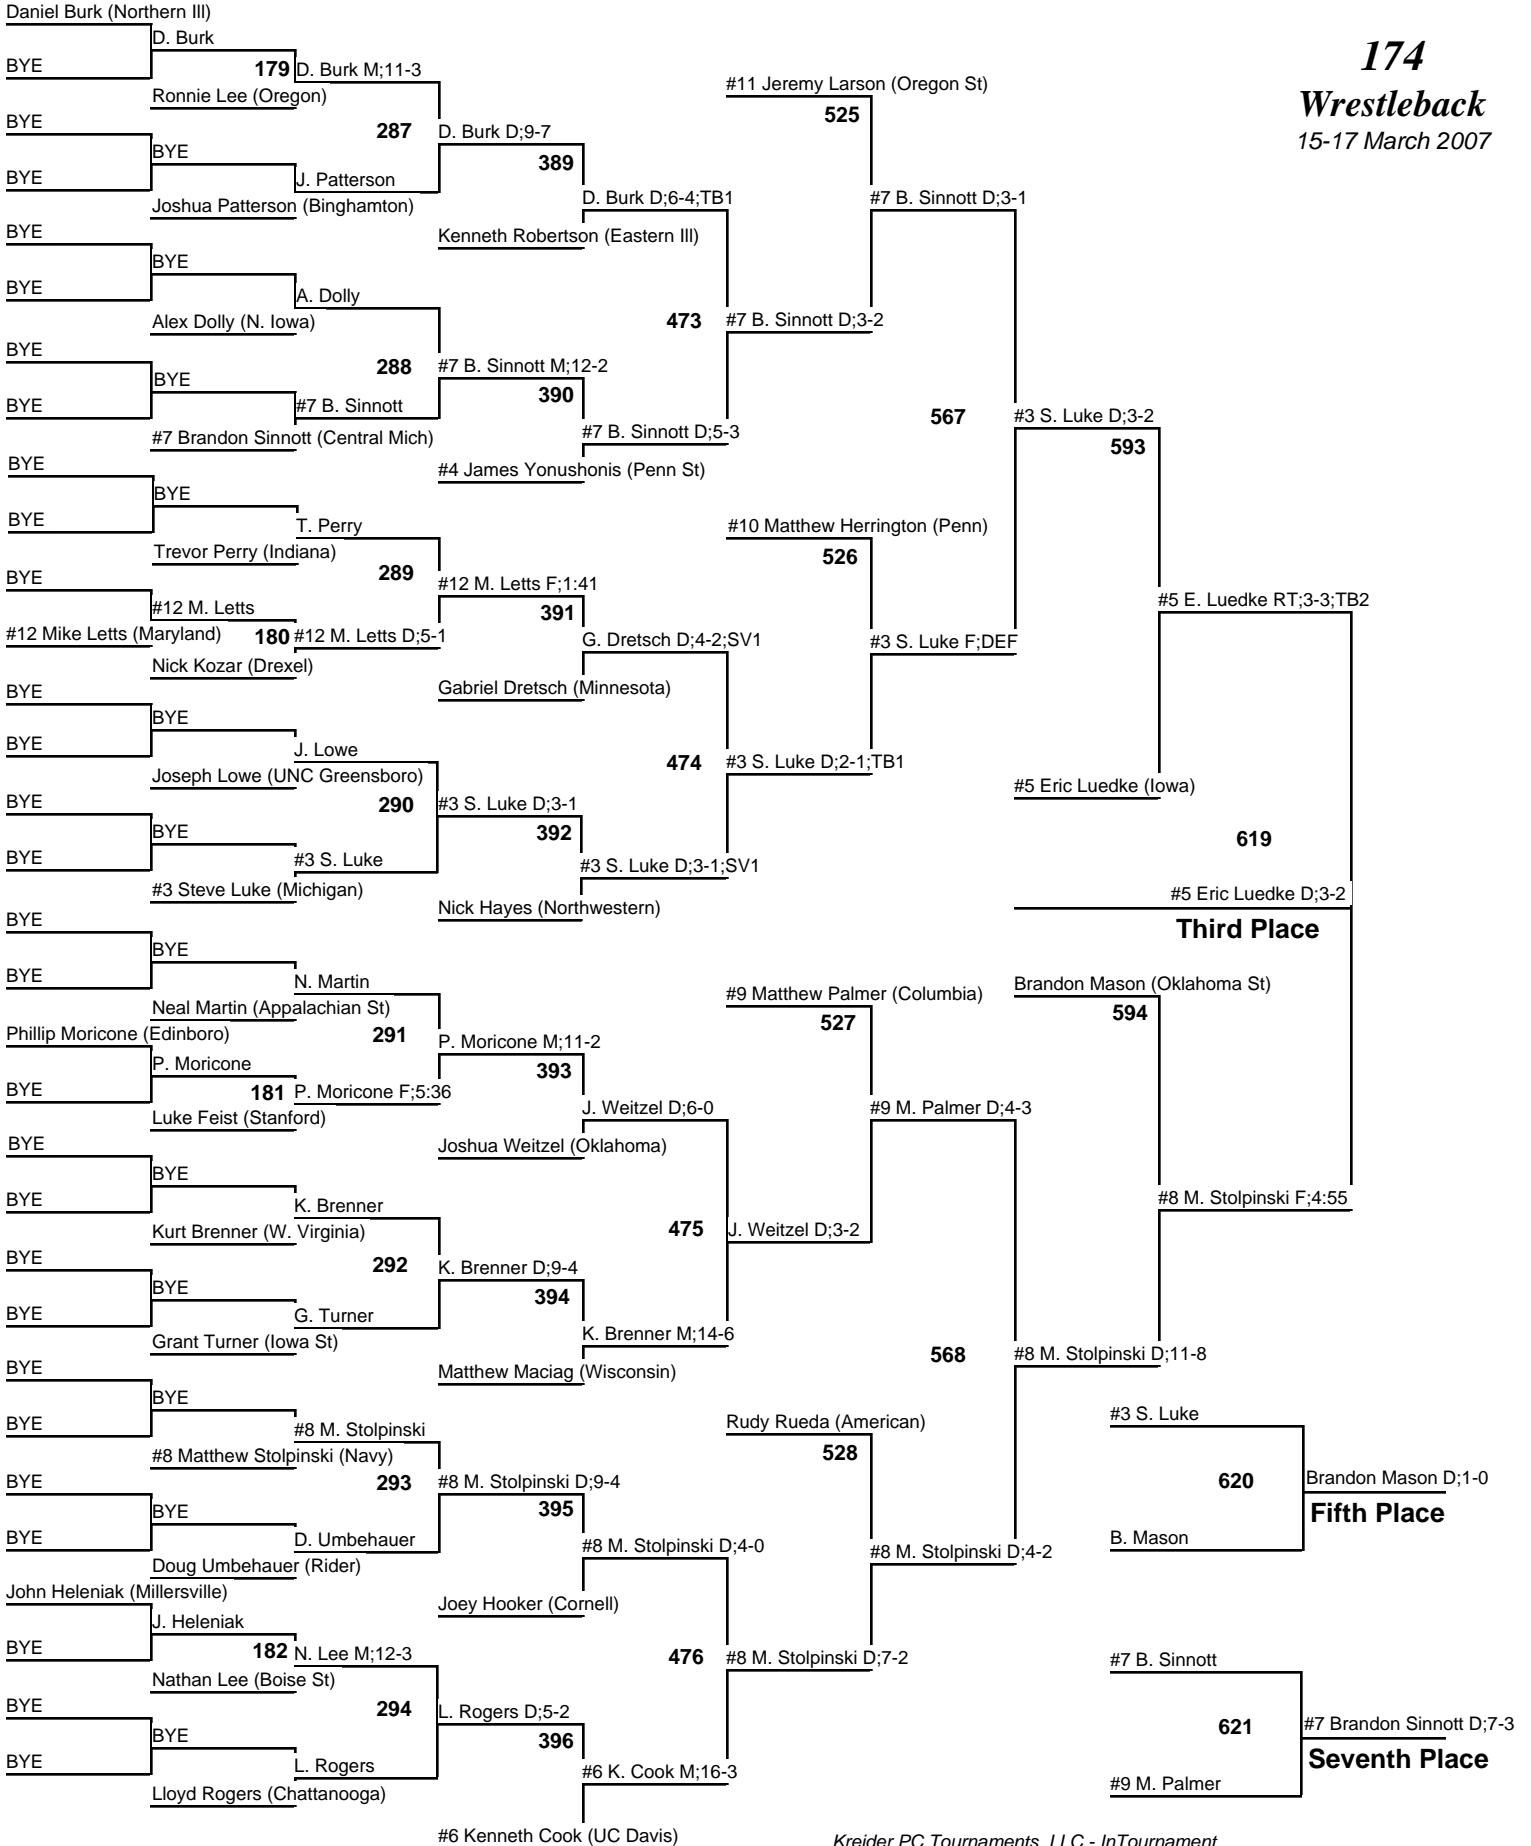 Daniel Burk (Northern Ill)
D. Burk
BYE
179 D. Burk M;11-3
Ronnie Lee (Oregon)
BYE
287
D. Burk D;9-7
BYE
389
BYE
J. Patterson
Joshua Patterson (Binghamton)
D. Burk D;6-4;TB1
BYE
Kenneth Robertson (Eastern Ill)
BYE
BYE
A. Dolly
Alex Dolly (N. Iowa)
473
#7 B. Sinnott D;3-2
BYE
288
#7 B. Sinnott M;12-2
BYE
390
BYE
#7 B. Sinnott
#7 B. Sinnott D;5-3
#7 Brandon Sinnott (Central Mich)
#4 James Yonushonis (Penn St)
#11 Jeremy Larson (Oregon St)
525
#7 B. Sinnott D;3-1
174
Wrestleback
15-17 March 2007
567
#3 S. Luke D;3-2
593
BYE
BYE
BYE
T. Perry
Trevor Perry (Indiana)
289
#12 M. Letts F;1:41
BYE
391
#12 M. Letts
#12 Mike Letts (Maryland)
180 #12 M. Letts D;5-1
G. Dretsch D;4-2;SV1
Nick Kozar (Drexel)
Gabriel Dretsch (Minnesota)
BYE
BYE
BYE
J. Lowe
Joseph Lowe (UNC Greensboro)
474
#3 S. Luke D;2-1;TB1
290
#3 S. Luke D;3-1
BYE
392
BYE
BYE
#3 S. Luke
#3 S. Luke D;3-1;SV1
#3 Steve Luke (Michigan)
Nick Hayes (Northwestern)
#10 Matthew Herrington (Penn)
526
#3 S. Luke F;DEF
#5 E. Luedke RT;3-3;TB2
#5 Eric Luedke (Iowa)
619
#5 Eric Luedke D;3-2
Third Place
BYE
BYE
BYE
N. Martin
Neal Martin (Appalachian St)
Phillip Moricone (Edinboro)
291
P. Moricone M;11-2
P. Moricone
393
BYE
181 P. Moricone F;5:36
J. Weitzel D;6-0
Luke Feist (Stanford)
Joshua Weitzel (Oklahoma)
BYE
BYE
BYE
K. Brenner
Kurt Brenner (W. Virginia)
475
J. Weitzel D;3-2
BYE
292
K. Brenner D;9-4
BYE
394
BYE
G. Turner
K. Brenner M;14-6
Grant Turner (Iowa St)
Matthew Maciag (Wisconsin)
#9 Matthew Palmer (Columbia)
527
#9 M. Palmer D;4-3
Brandon Mason (Oklahoma St)
594
#8 M. Stolpinski F;4:55
568
#8 M. Stolpinski D;11-8
BYE
BYE
BYE
#8 M. Stolpinski
#8 Matthew Stolpinski (Navy)
BYE
293
#8 M. Stolpinski D;9-4
BYE
395
BYE
D. Umbehauer
#8 M. Stolpinski D;4-0
Doug Umbehauer (Rider)
John Heleniak (Millersville)
Joey Hooker (Cornell)
J. Heleniak
BYE
182 N. Lee M;12-3
476
#8 M. Stolpinski D;7-2
Nathan Lee (Boise St)
BYE
294
L. Rogers D;5-2
BYE
396
BYE
L. Rogers
#6 K. Cook M;16-3
Lloyd Rogers (Chattanooga)
#6 Kenneth Cook (UC Davis)
Rudy Rueda (American)
528
#8 M. Stolpinski D;4-2
#3 S. Luke
620
Brandon Mason D;1-0
Fifth Place
B. Mason
#7 B. Sinnott
621
#7 Brandon Sinnott D;7-3
Seventh Place
#9 M. Palmer
Kreider PC Tournaments, LLC - InTournament